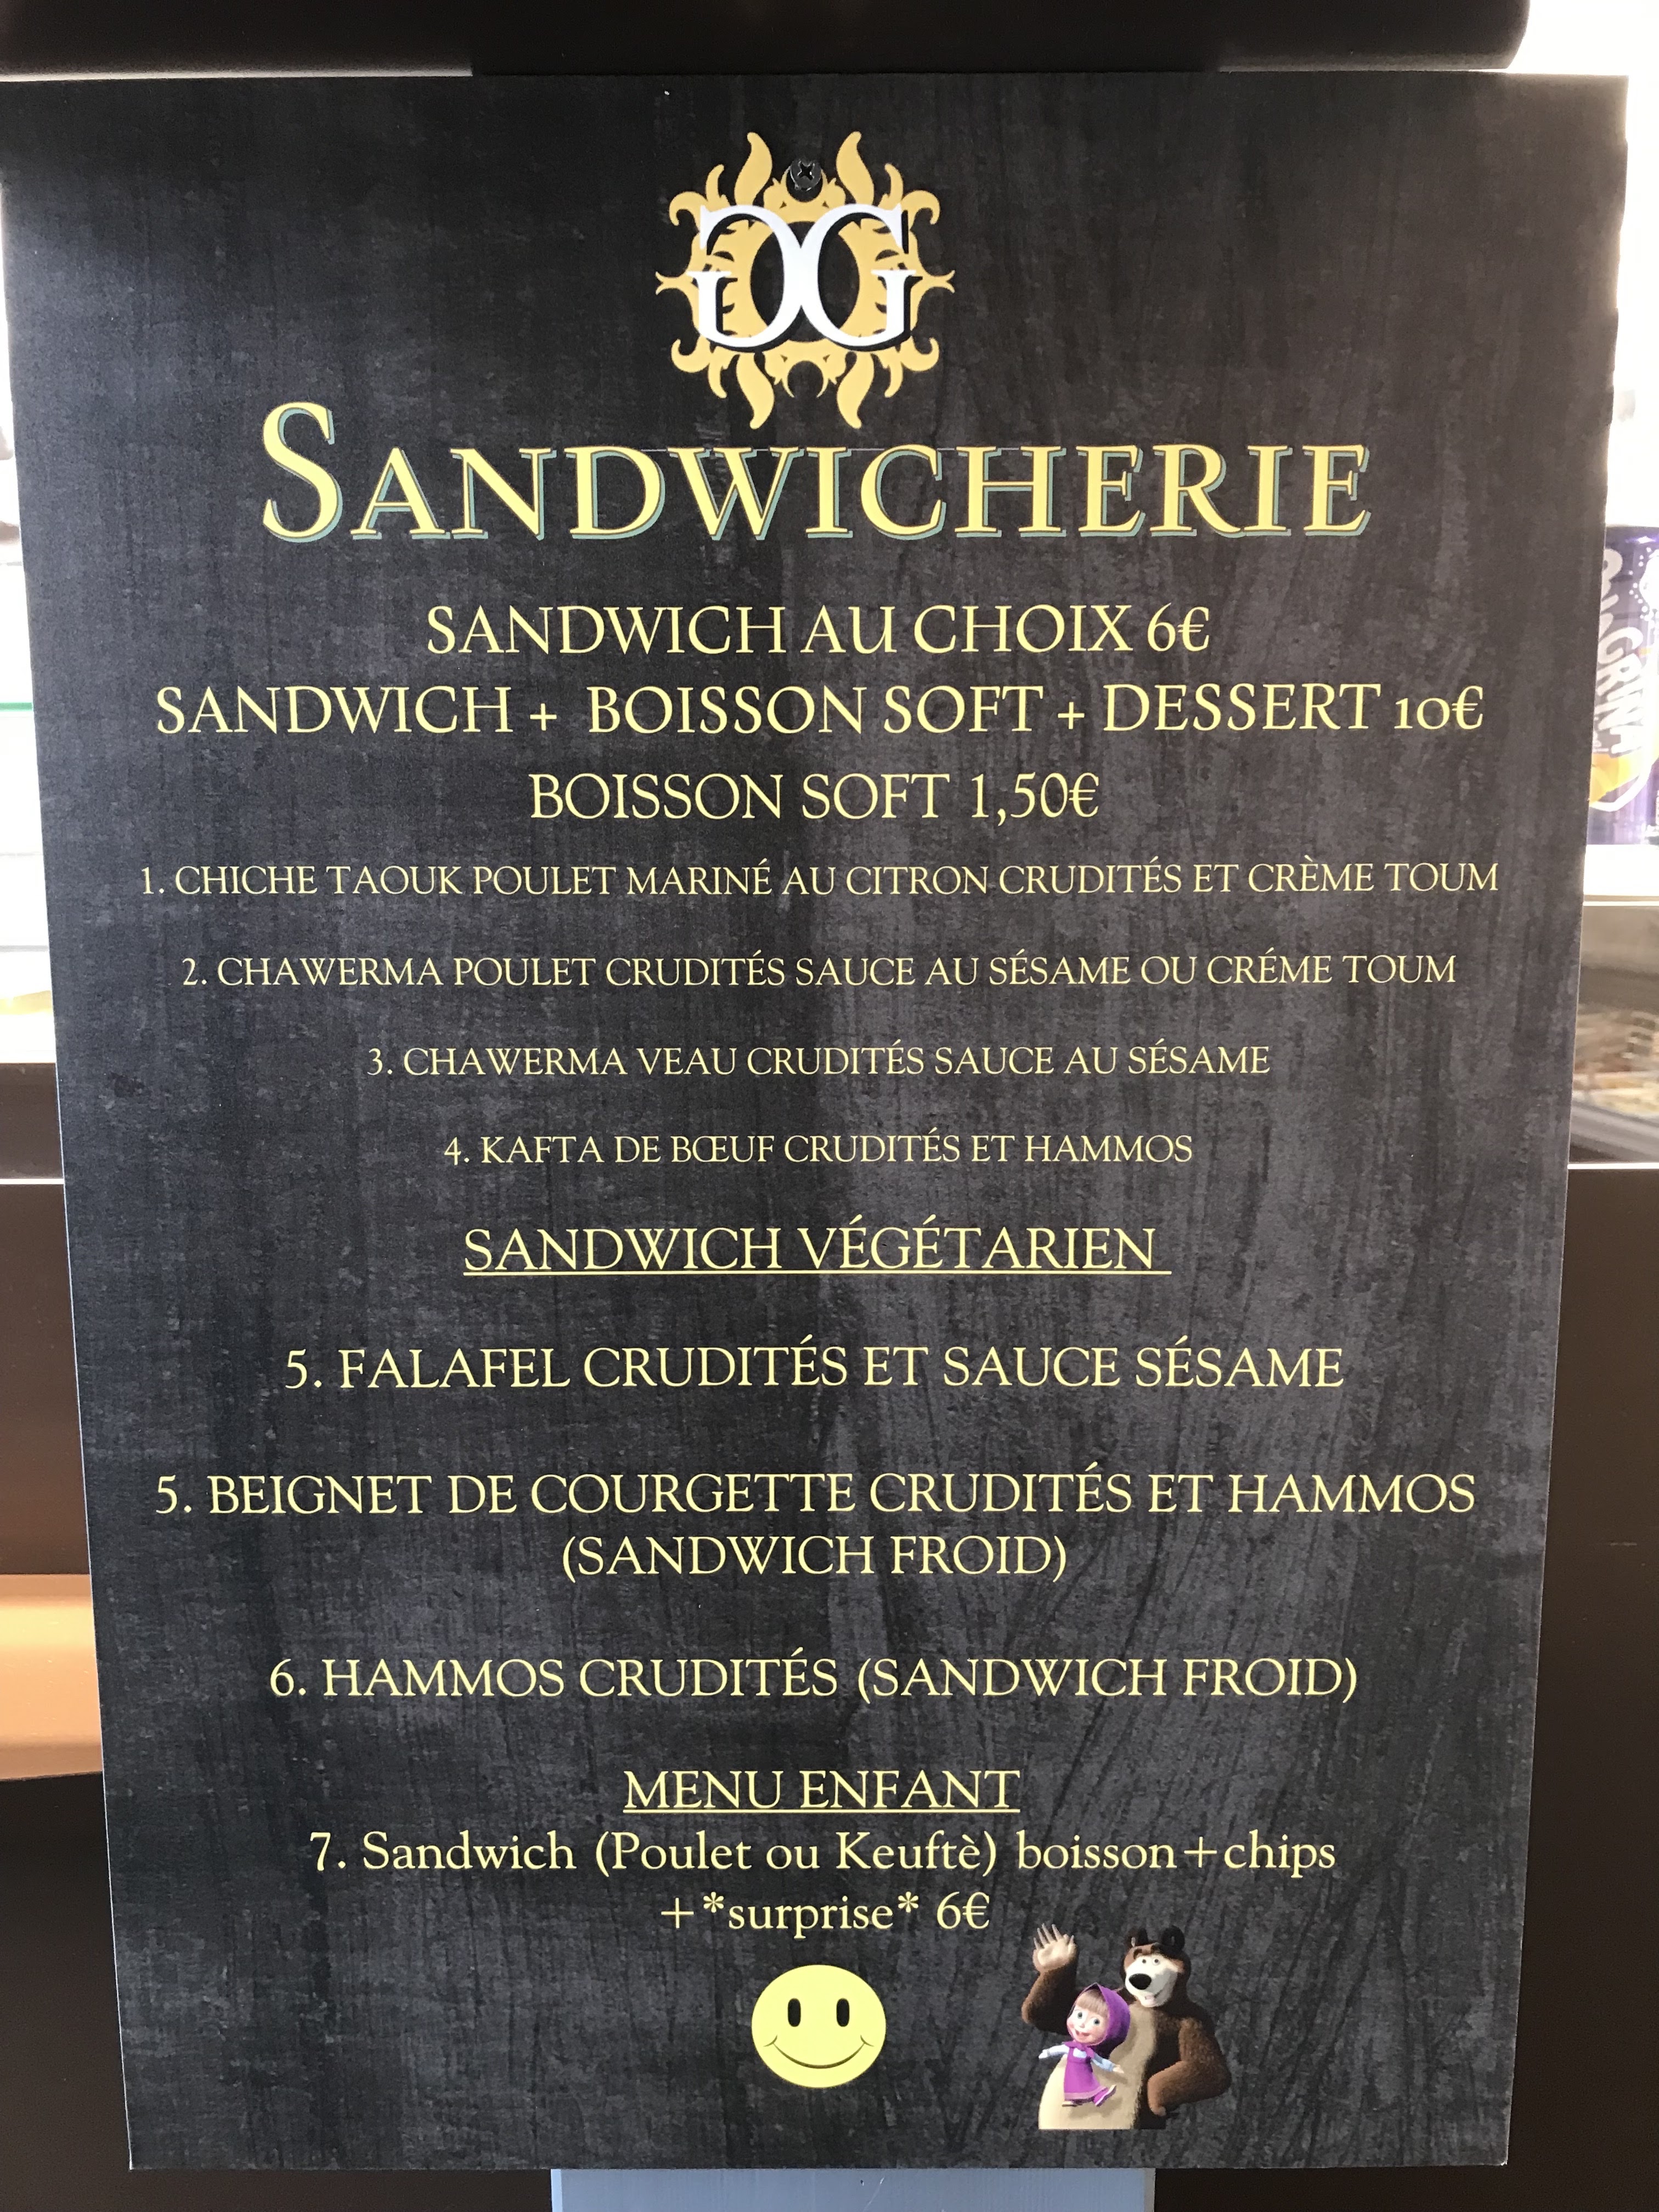 GG
SANDWICHERIE
SANDWICH AU CHOIX 6€
SANDWICH + BOISSON SOFT + DESSERT 10€
BOISSON SOFT 1,50€
1. CHICHE TAOUK POULET MARINÉ AU CITRON CRUDITÉS ET CRÈME TOUM
2. CHAWERMA POULET CRUDITÉS SAUCE AU SÉSAME OU CRÉME TOUM
3. CHAWERMA VEAU CRUDITÉS SAUCE AU SÉSAME
4. KAFTA DE BŒUF CRUDITÉS ET HAMMOS
SANDWICH VÉGÉTARIEN
5. FALAFEL CRUDITÉS ET SAUCE SÉSAME
5. BEIGNET DE COURGETTE CRUDITÉS ET HAMMOS
(SANDWICH FROID)
6. HAMMOS CRUDITÉS (SANDWICH FROID)
MENU ENFANT
7. Sandwich (Poulet ou Keuftè) boisson+chips
+*surprise* 6€